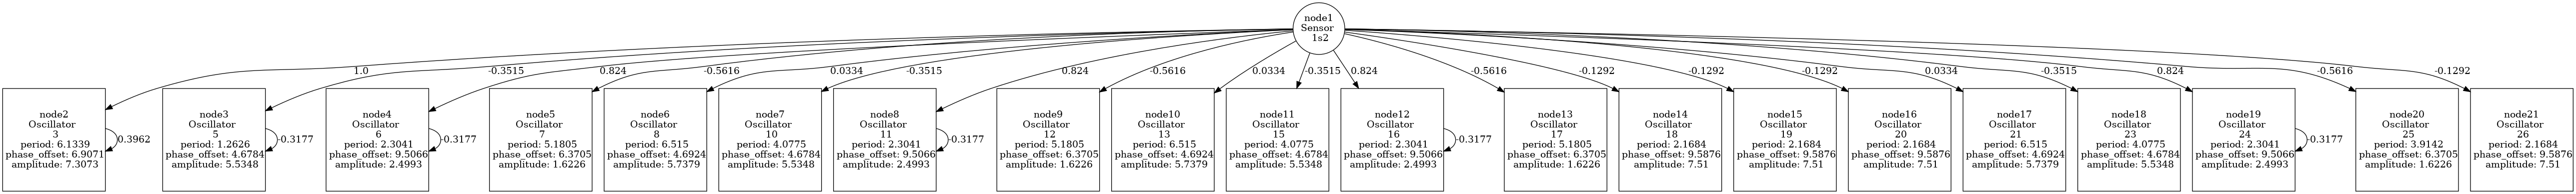 node1
Sensor
1s2
1.0
-0.3515
0.824
-0.5616
0.0334
-0.3515
0.824
-0.5616
0.0334
-0.3515
0.824
-0.5616
-0.1292
-0.1292
-0.1292
0.0334
-0.3515
0.824
-0.5616
-0.1292
node2
Oscillator
3
period: 6.1339
phase_offset: 6.9071
amplitude: 7.3073
0.3962
node3
Oscillator
5
period: 1.2626
phase_offset: 4.6784
amplitude: 5.5348
-0.3177
node4
Oscillator
6
period: 2.3041
phase_offset: 9.5066
amplitude: 2.4993
-0.3177
node5
Oscillator
7
period: 5.1805
phase_offset: 6.3705
amplitude: 1.6226
node6
Oscillator
8
period: 6.515
phase_offset: 4.6924
amplitude: 5.7379
node7
Oscillator
10
period: 4.0775
phase_offset: 4.6784
amplitude: 5.5348
node8
Oscillator
11
period: 2.3041
phase_offset: 9.5066
amplitude: 2.4993
-0.3177
node9
Oscillator
12
period: 5.1805
phase_offset: 6.3705
amplitude: 1.6226
node10
Oscillator
13
period: 6.515
phase_offset: 4.6924
amplitude: 5.7379
node11
Oscillator
15
period: 4.0775
phase_offset: 4.6784
amplitude: 5.5348
node12
Oscillator
16
period: 2.3041
phase_offset: 9.5066
amplitude: 2.4993
-0.3177
node13
Oscillator
17
period: 5.1805
phase_offset: 6.3705
amplitude: 1.6226
node14
Oscillator
18
period: 2.1684
phase_offset: 9.5876
amplitude: 7.51
node15
Oscillator
19
period: 2.1684
phase_offset: 9.5876
amplitude: 7.51
node16
Oscillator
20
period: 2.1684
phase_offset: 9.5876
amplitude: 7.51
node17
Oscillator
21
period: 6.515
phase_offset: 4.6924
amplitude: 5.7379
node18
Oscillator
23
period: 4.0775
phase_offset: 4.6784
amplitude: 5.5348
node19
Oscillator
24
period: 2.3041
phase_offset: 9.5066
amplitude: 2.4993
-0.3177
node20
Oscillator
25
period: 3.9142
phase_offset: 6.3705
amplitude: 1.6226
node21
Oscillator
26
period: 2.1684
phase_offset: 9.5876
amplitude: 7.51